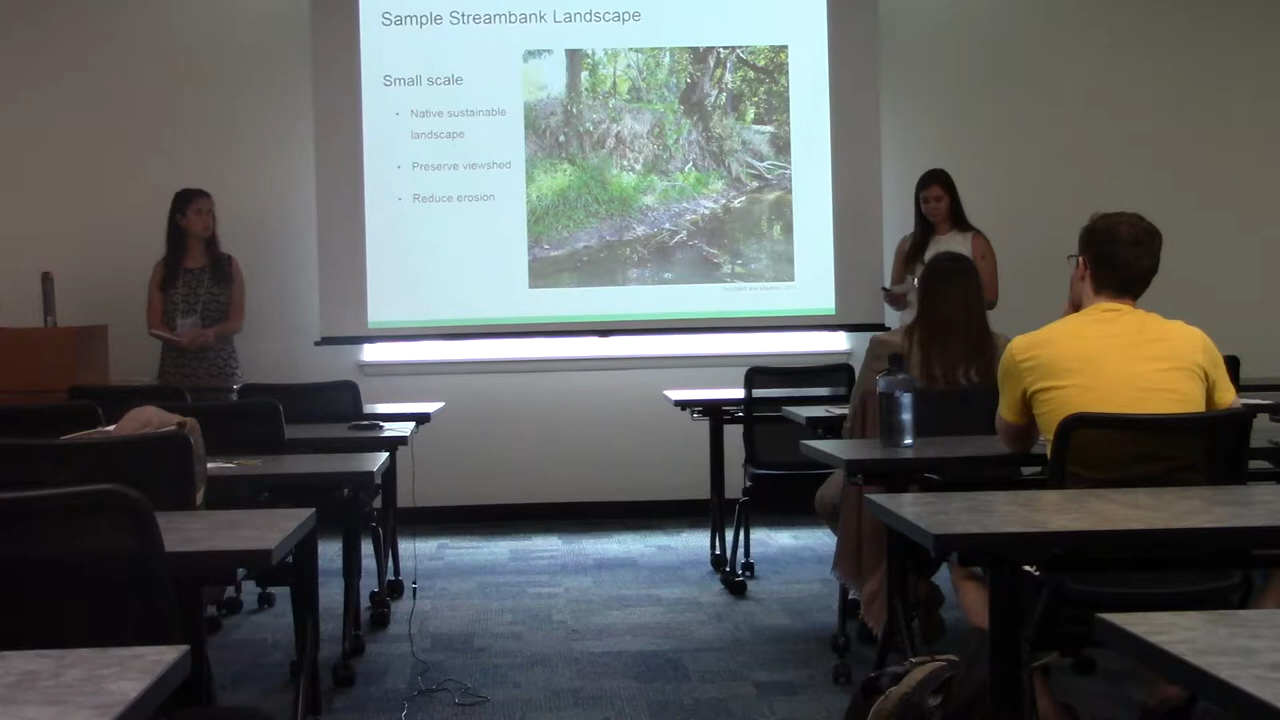 Sample Streambank Landscape
Small scale
• Native sustainable
landscape
• Preserve viewshed
• Reduce erosion